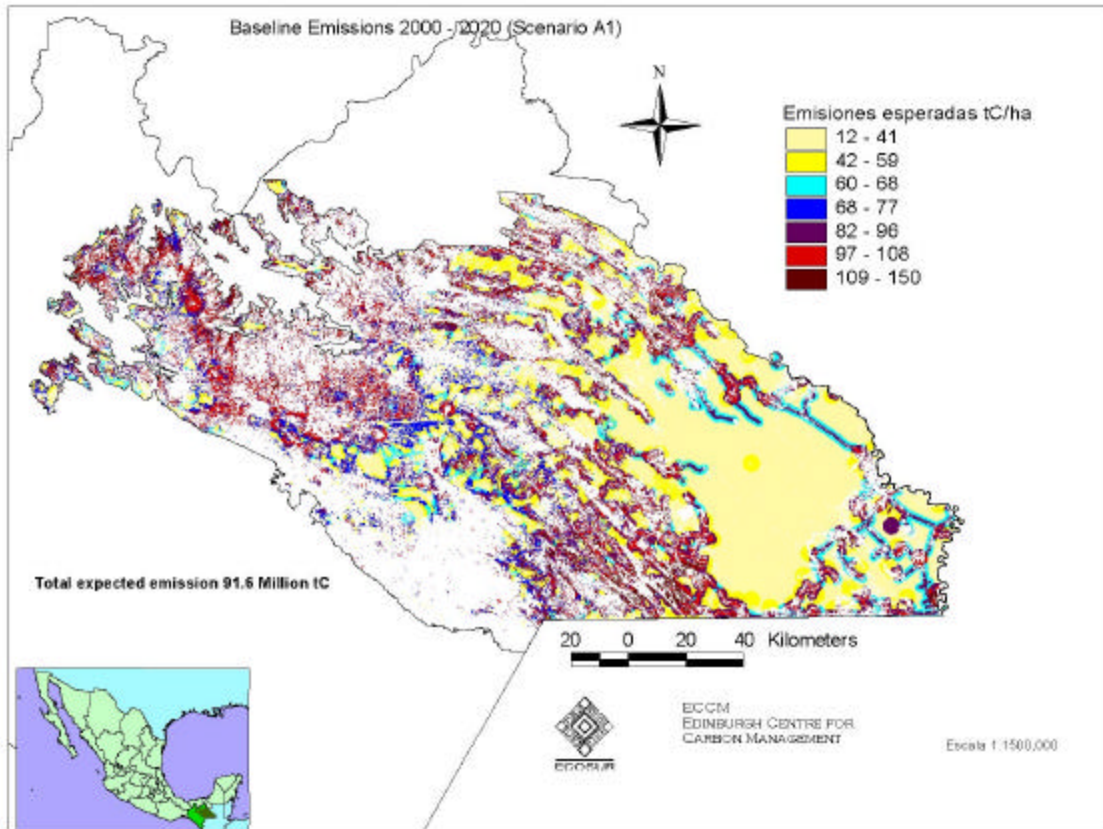 Baseline Emissions 2000 - 2020 (Scenario A1)
N
Emisiones esperadas tC/ha
12 - 41
42 - 59
60 - 68
68 - 77
82 - 96
97 - 108
109 - 150
Total expected emission 91.6 Million tC
20 0 20 40 Kilometers
ECOSUR
ECCM
EDINBURGH CENTRE FOR
CARBON MANAGEMENT
Escala 1:1500,000